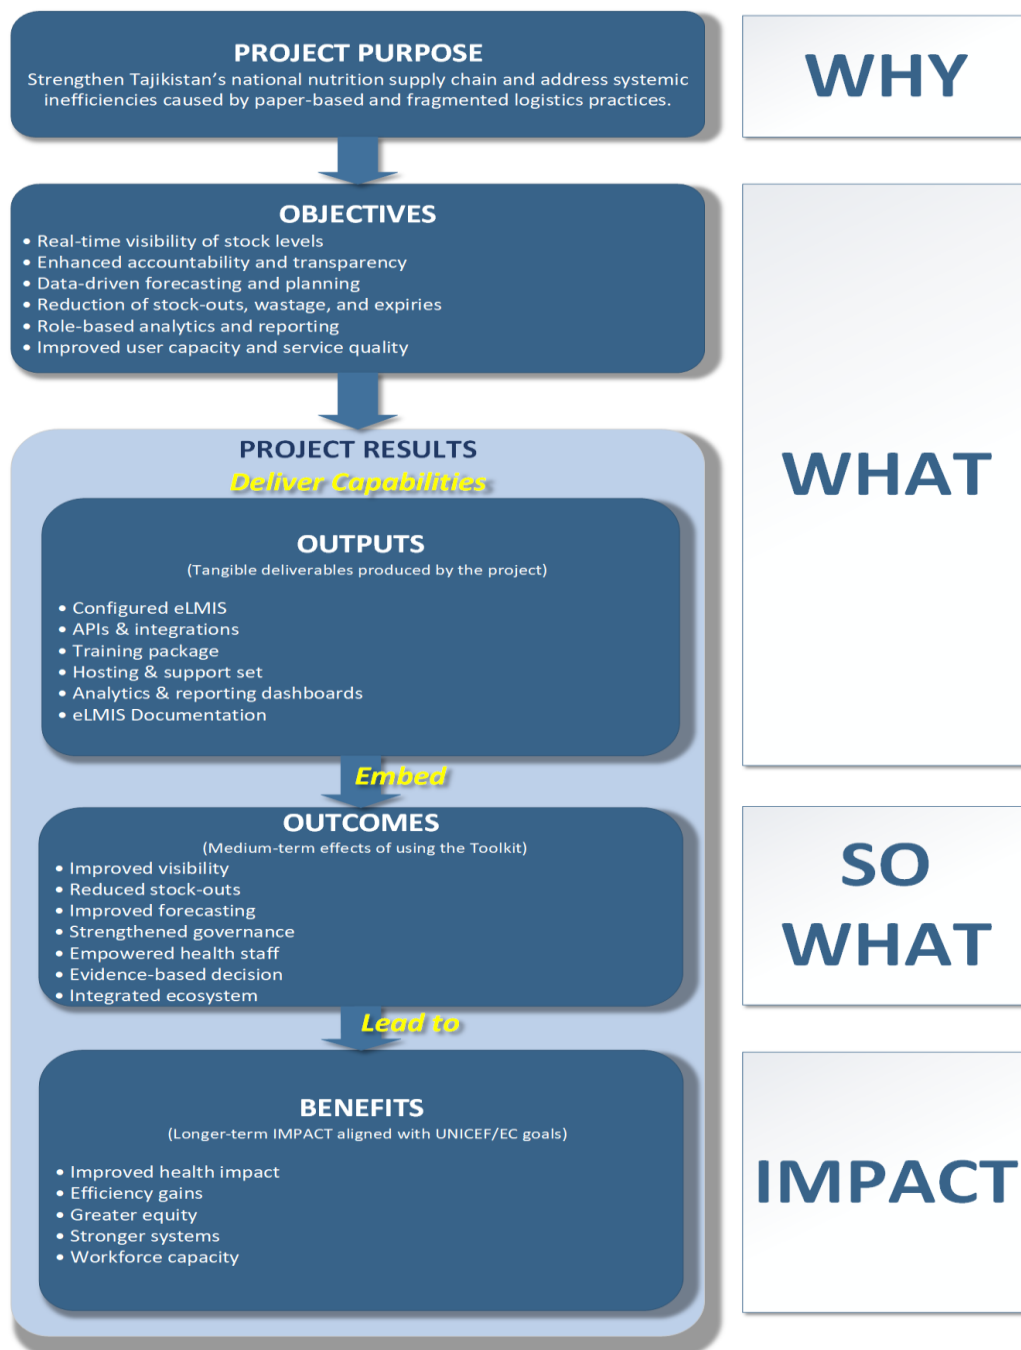 PROJECT PURPOSE
Strengthen Tajikistan's national nutrition supply chain and address systemic
inefficiencies caused by paper-based and fragmented logistics practices.
WHY
OBJECTIVES
• Real-time visibility of stock levels
• Enhanced accountability and transparency
• Data-driven forecasting and planning
• Reduction of stock-outs, wastage, and expiries
• Role-based analytics and reporting
• Improved user capacity and service quality
WHAT
PROJECT RESULTS
Deliver Capabilities
OUTPUTS
(Tangible deliverables produced by the project)
• Configured eLMIS
• APIs & integrations
• Training package
• Hosting & support set
• Analytics & reporting dashboards
• eLMIS Documentation
Embed
OUTCOMES
(Medium-term effects of using the Toolkit)
• Improved visibility
• Reduced stock-outs
• Improved forecasting
• Strengthened governance
• Empowered health staff
• Evidence-based decision
• Integrated ecosystem
SO
WHAT
Lead to
BENEFITS
(Longer-term IMPACT aligned with UNICEF/EC goals)
• Improved health impact
• Efficiency gains
• Greater equity
• Stronger systems
• Workforce capacity
IMPACT